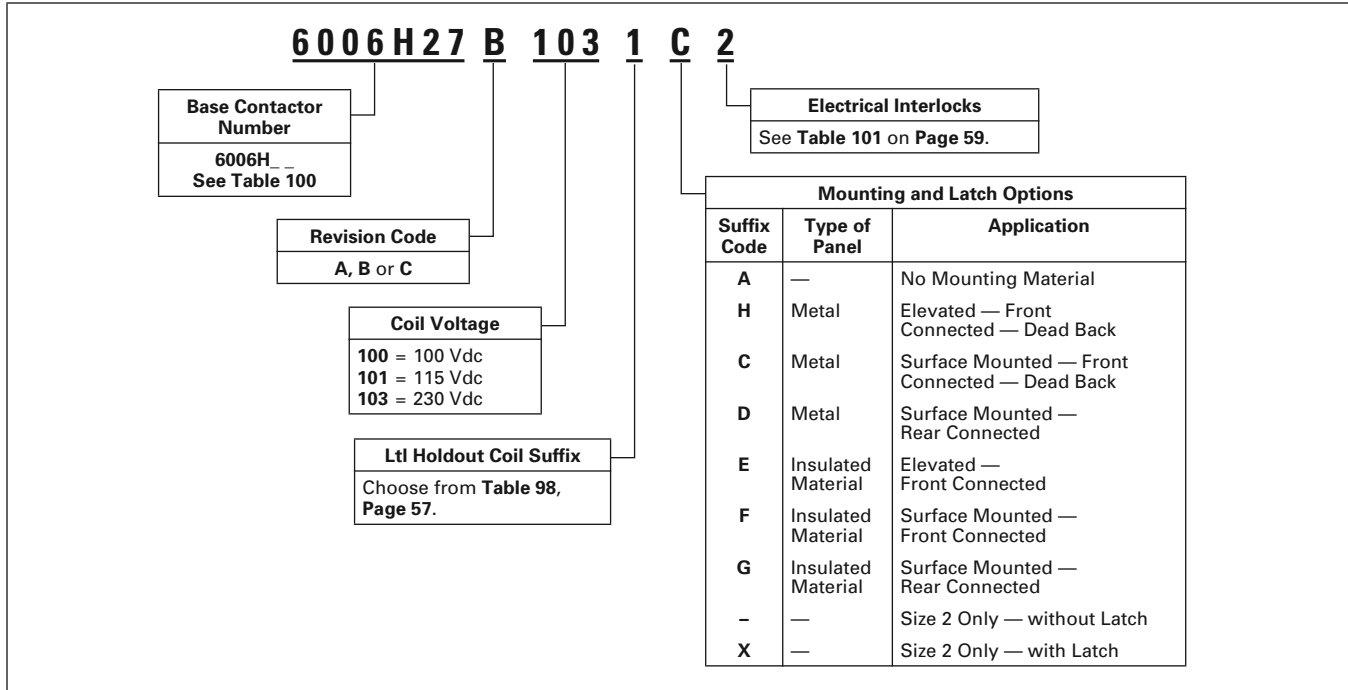 6006H27 B 103 1 C 2
Base Contactor
Number
6006H_ _
See Table 100
Revision Code
A, B or C
Coil Voltage
100 = 100 Vdc
101 = 115 Vdc
103 = 230 Vdc
Ltl Holdout Coil Suffix
Choose from Table 98,
Page 57.
Electrical Interlocks
See Table 101 on Page 59.
Mounting and Latch Options
Suffix Code Type of Panel Application
A — No Mounting Material
H Metal Elevated — Front
Connected — Dead Back
C Metal Surface Mounted — Front
Connected — Dead Back
D Metal Surface Mounted —
Rear Connected
E Insulated Material Elevated —
Front Connected
F Insulated Material Surface Mounted —
Front Connected
G Insulated Material Surface Mounted —
Rear Connected
– — Size 2 Only — without Latch
X — Size 2 Only — with Latch